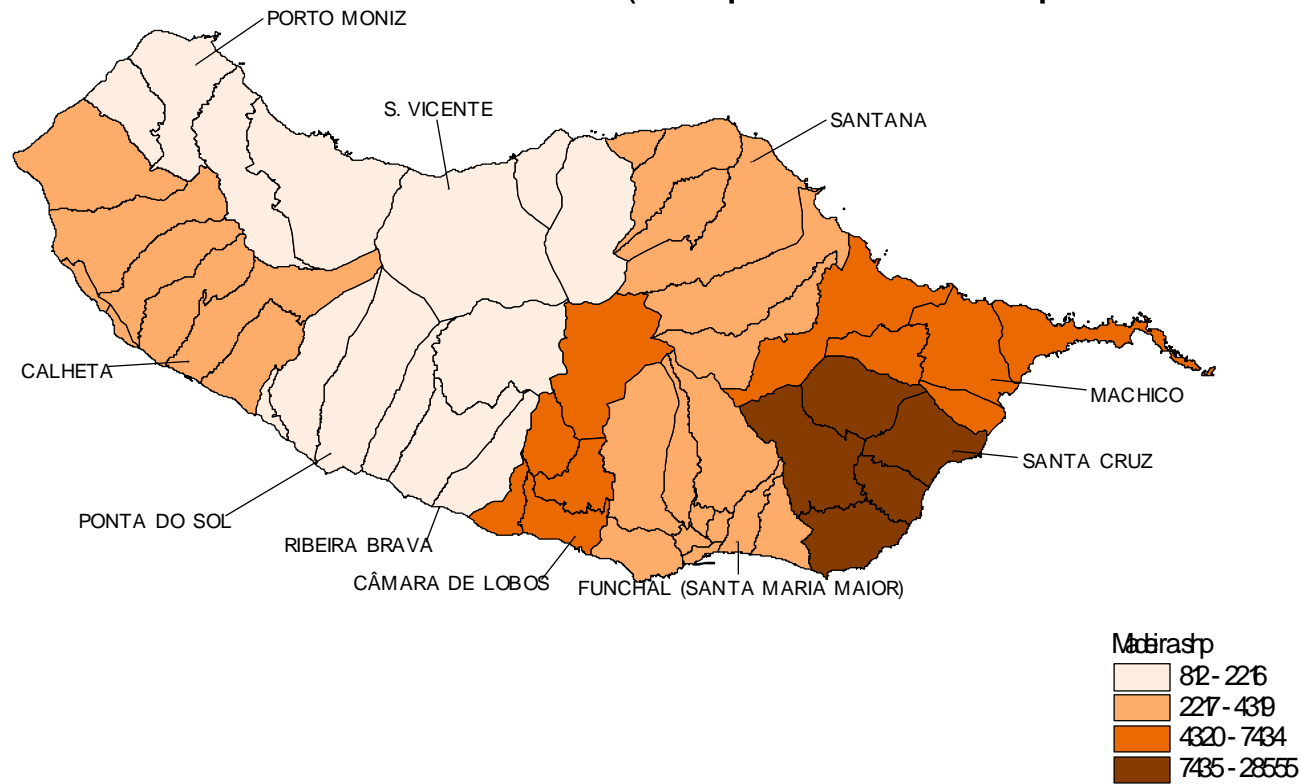 PORTO MONIZ
S. VICENTE
SANTANA
CALHETA
MACHICO
SANTA CRUZ
PONTA DO SOL
RIBEIRA BRAVA
CÂMARA DE LOBOS
FUNCHAL (SANTA MARIA MAIOR)
Madeira.shp
812 - 2216
2217 - 4319
4320 - 7434
7435 - 28555